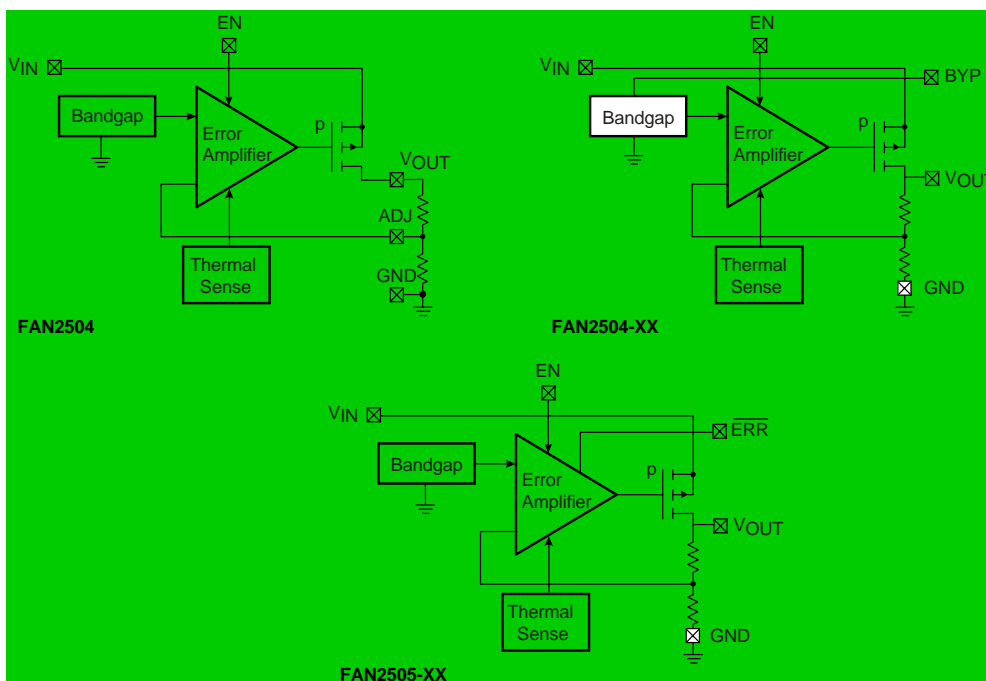 EN
VIN
Bandgap
Error
Amplifier
p
VOUT
ADJ
Thermal
Sense
GND
FAN2504
EN
VIN
BYP
Bandgap
Error
Amplifier
p
VOUT
Thermal
Sense
GND
FAN2504-XX
EN
VIN
ERR
Bandgap
Error
Amplifier
p
VOUT
Thermal
Sense
GND
FAN2505-XX